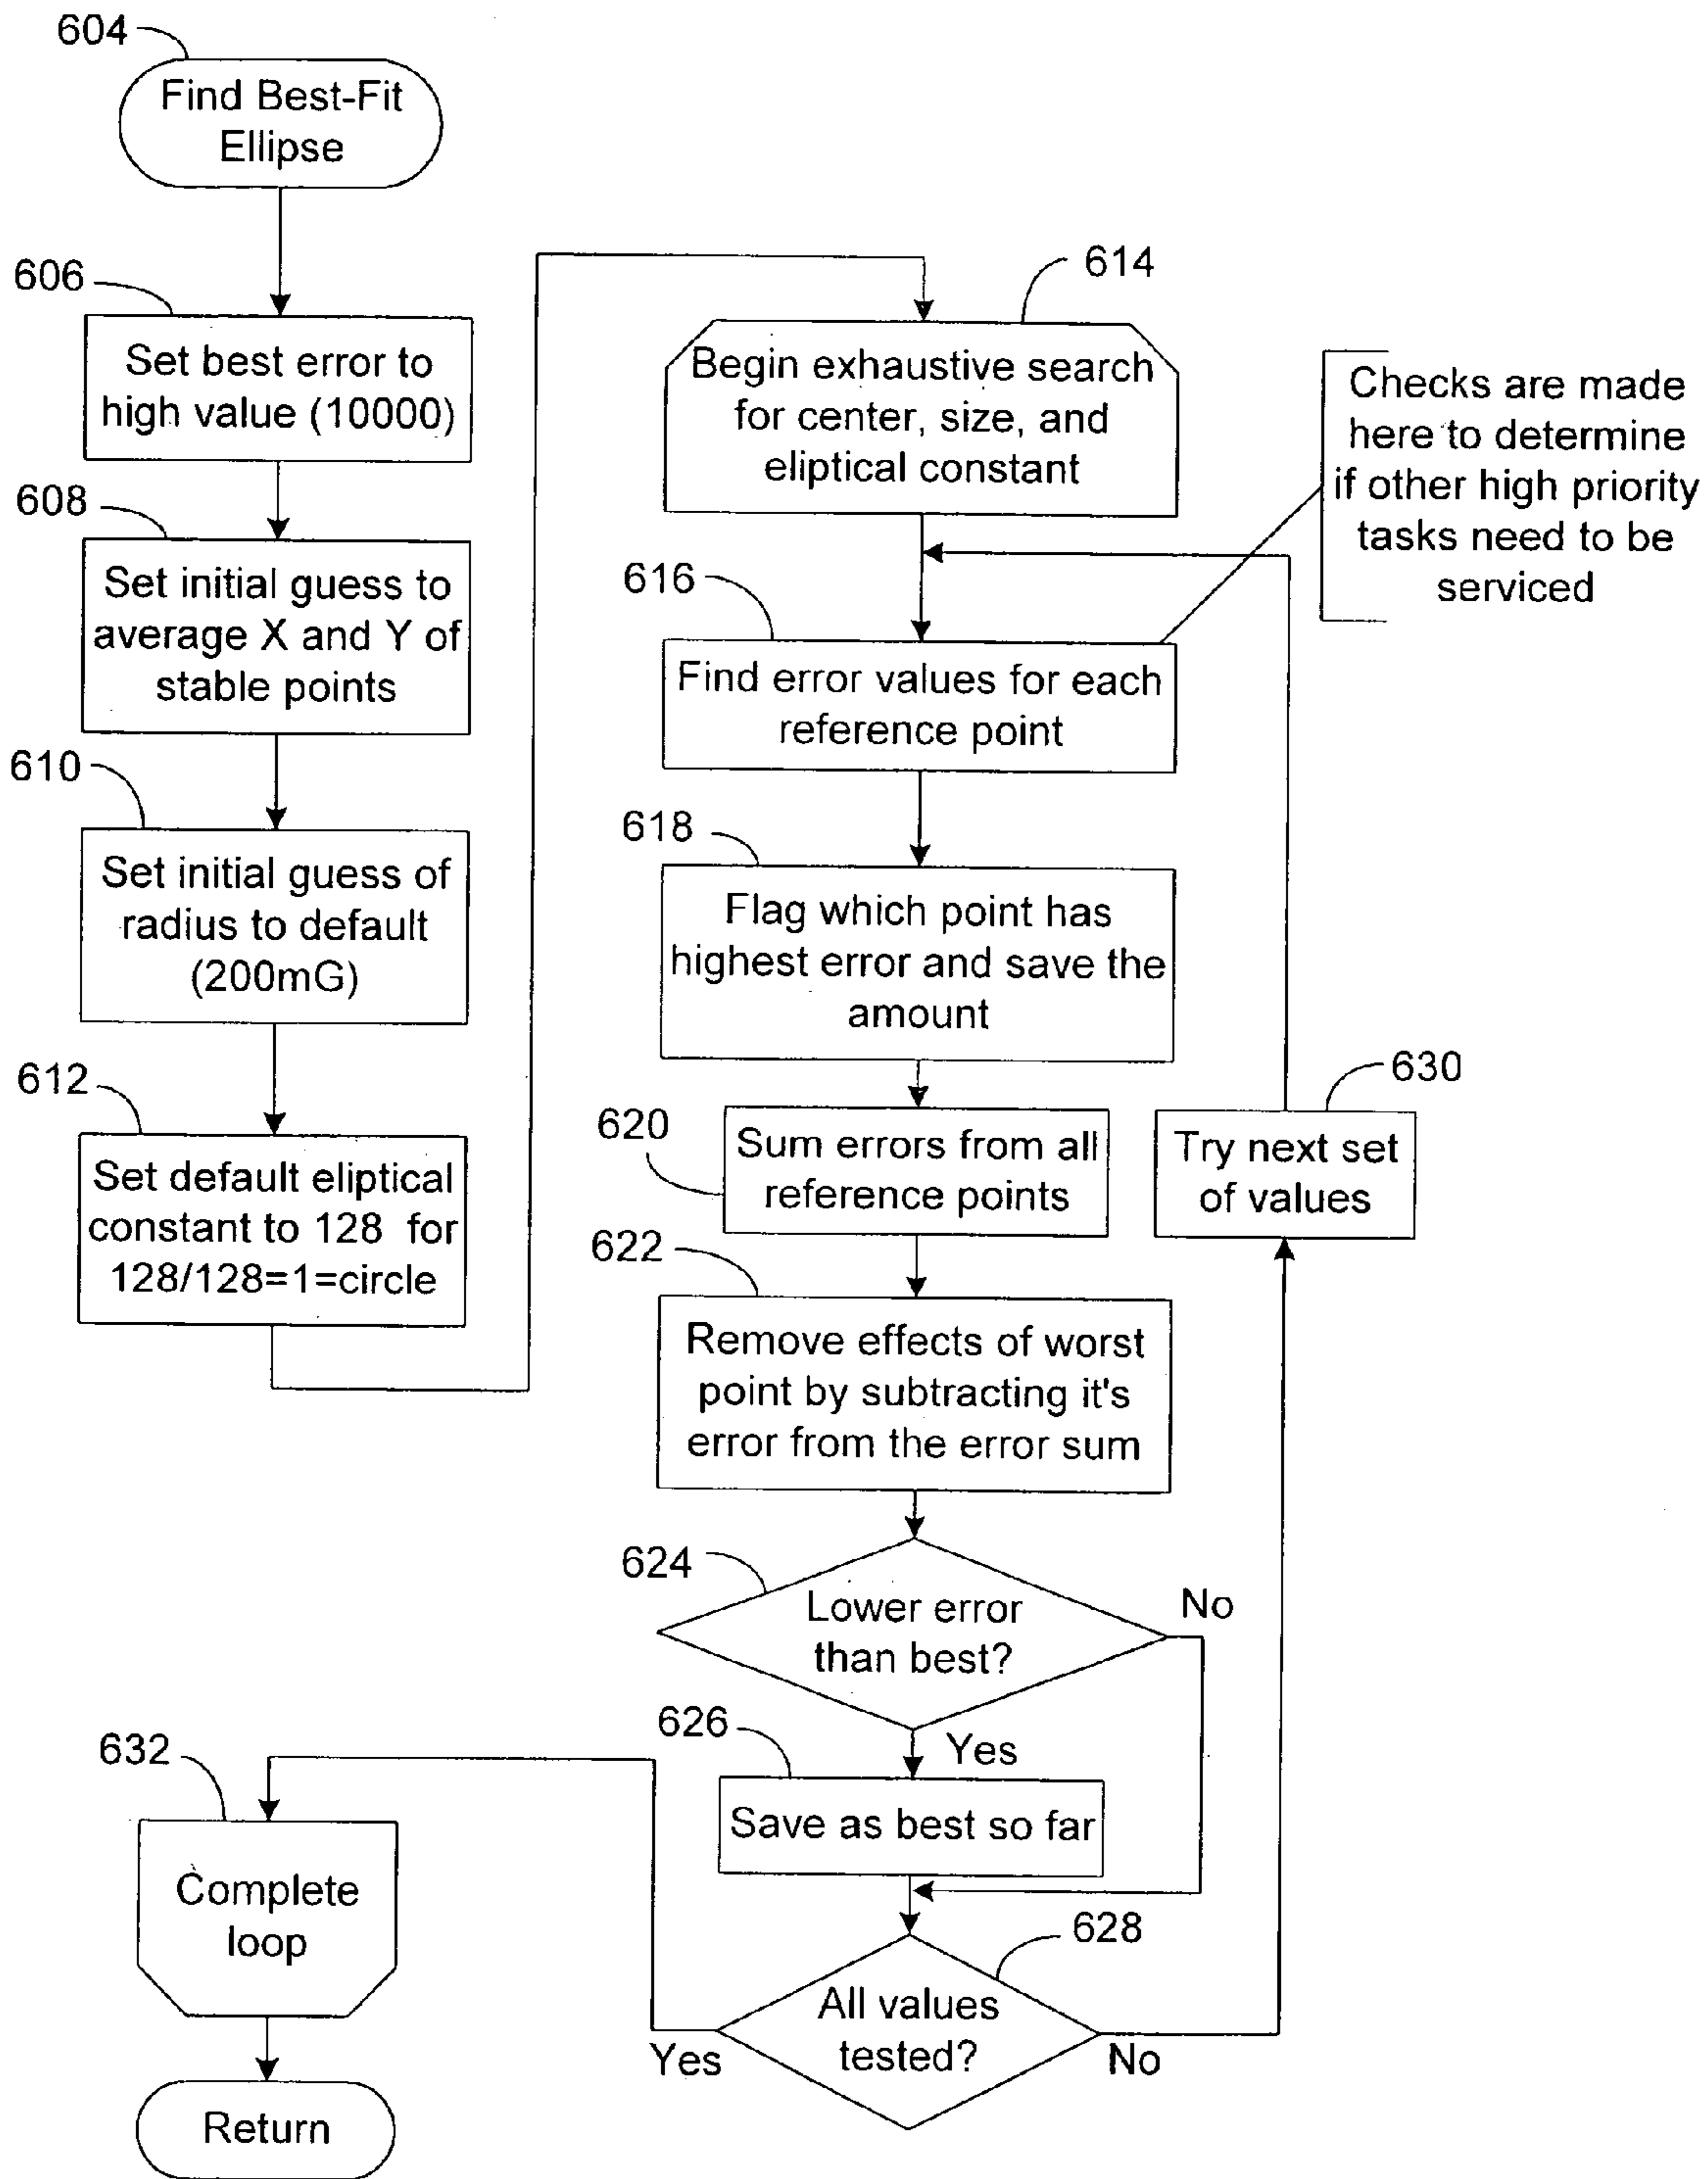 604
Find Best-Fit
Ellipse
606
Set best error to
high value (10000)
608
Set initial guess to
average X and Y of
stable points
610
Set initial guess of
radius to default
(200mG)
612
Set default eliptical
constant to 128 for
128/128=1=circle
614
Begin exhaustive search
for center, size, and
eliptical constant
Checks are made
here to determine
if other high priority
tasks need to be
serviced
616
Find error values for each
reference point
618
Flag which point has
highest error and save the
amount
620
Sum errors from all
reference points
630
Try next set
of values
622
Remove effects of worst
point by subtracting it's
error from the error sum
624
Lower error
than best?
No
Yes
626
Save as best so far
628
All values
tested?
Yes
No
632
Complete
loop
Return